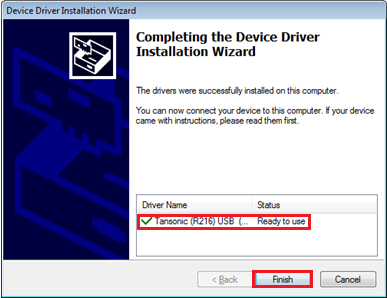 Device Driver Installation Wizard
Completing the Device Driver
Installation Wizard
The drivers were successfully installed on this computer.
You can now connect your device to this computer. If your device
came with instructions, please read them first.
Driver Name Status
Tansonic (R216) USB (... Ready to use
< Back Finish Cancel